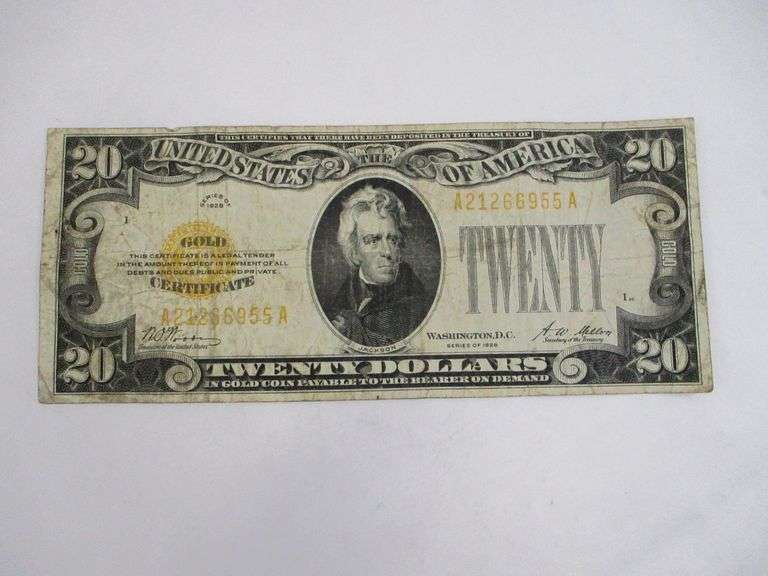 THIS CERTIFIES THAT THERE HAVE BEEN DEPOSITED IN THE TREASURY OF
20 UNITED STATES THE OF AMERICA 20
SERIES OF
1928
A21266955A
GOLD
THIS CERTIFICATE IS A LEGAL TENDER
IN THE AMOUNT THEREOF IN PAYMENT OF ALL
DEBTS AND DUES PUBLIC AND PRIVATE
CERTIFICATE
TWENTY
A21266955A
WASHINGTON, D.C.
SERIES OF 1928
Secretary of the Treasury
JACKSON
20 TWENTY DOLLARS 20
IN GOLD COIN PAYABLE TO THE BEARER ON DEMAND